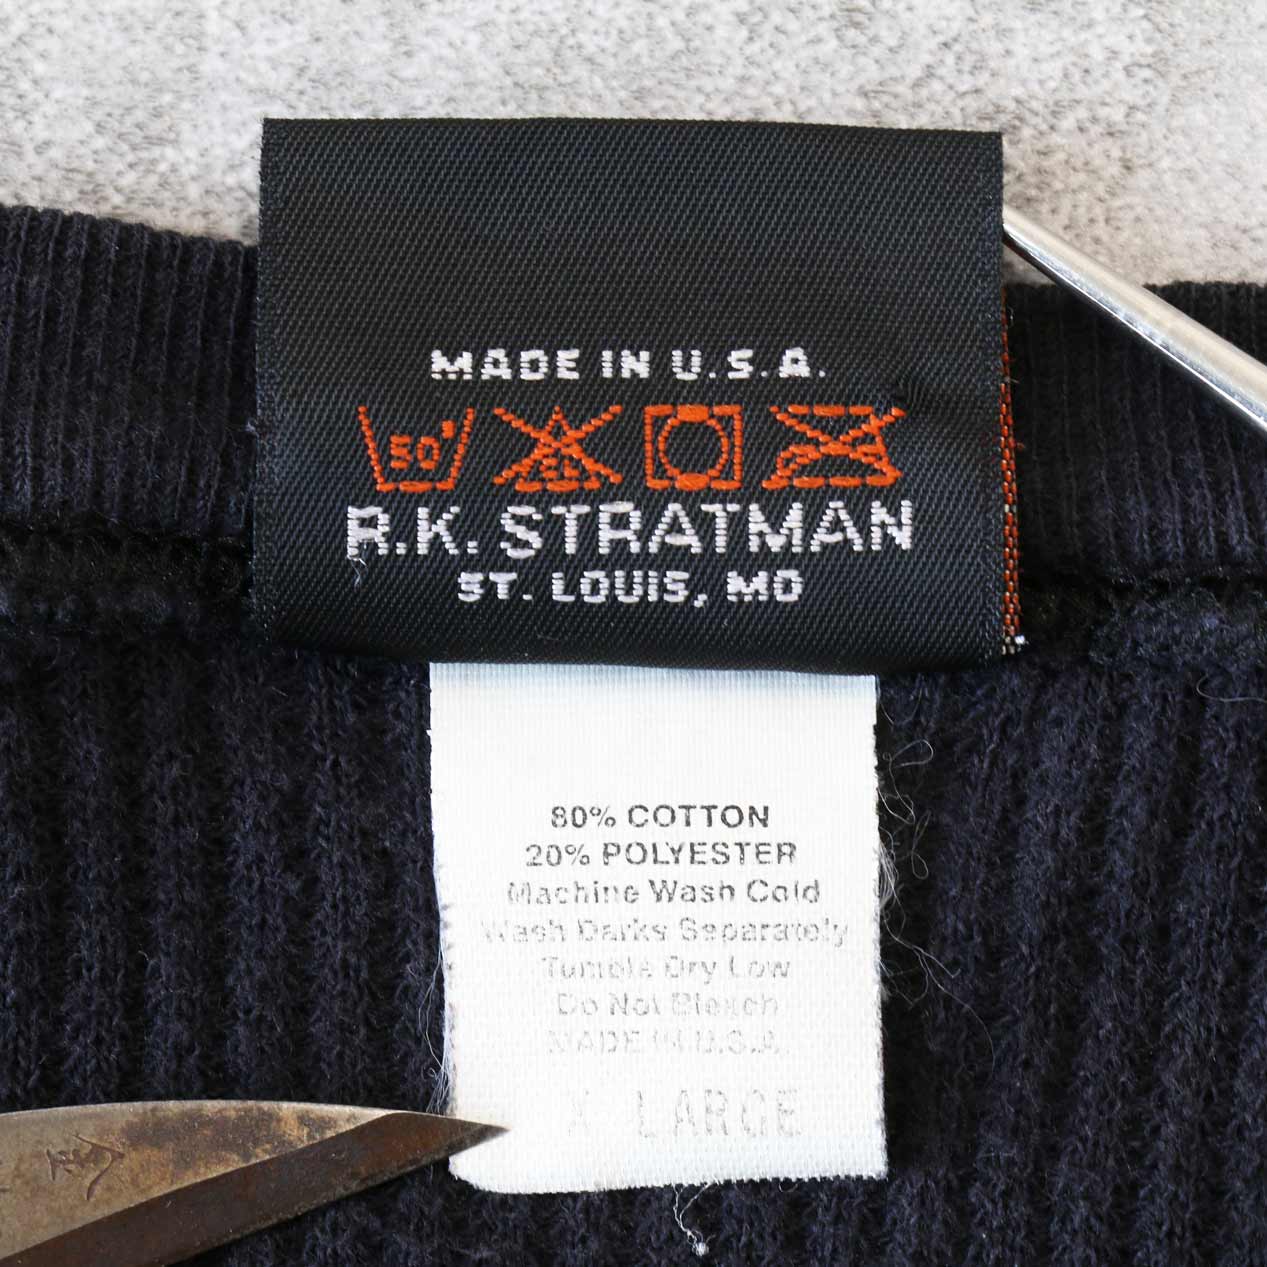 MADE IN U.S.A.
50°
CL
R.K. STRATMAN
ST. LOUIS, MO
80% COTTON
20% POLYESTER
Machine Wash Cold
Wash Darks Separately
Tumble Dry Low
Do Not Bleach
MADE IN U.S.A.
X LARGE